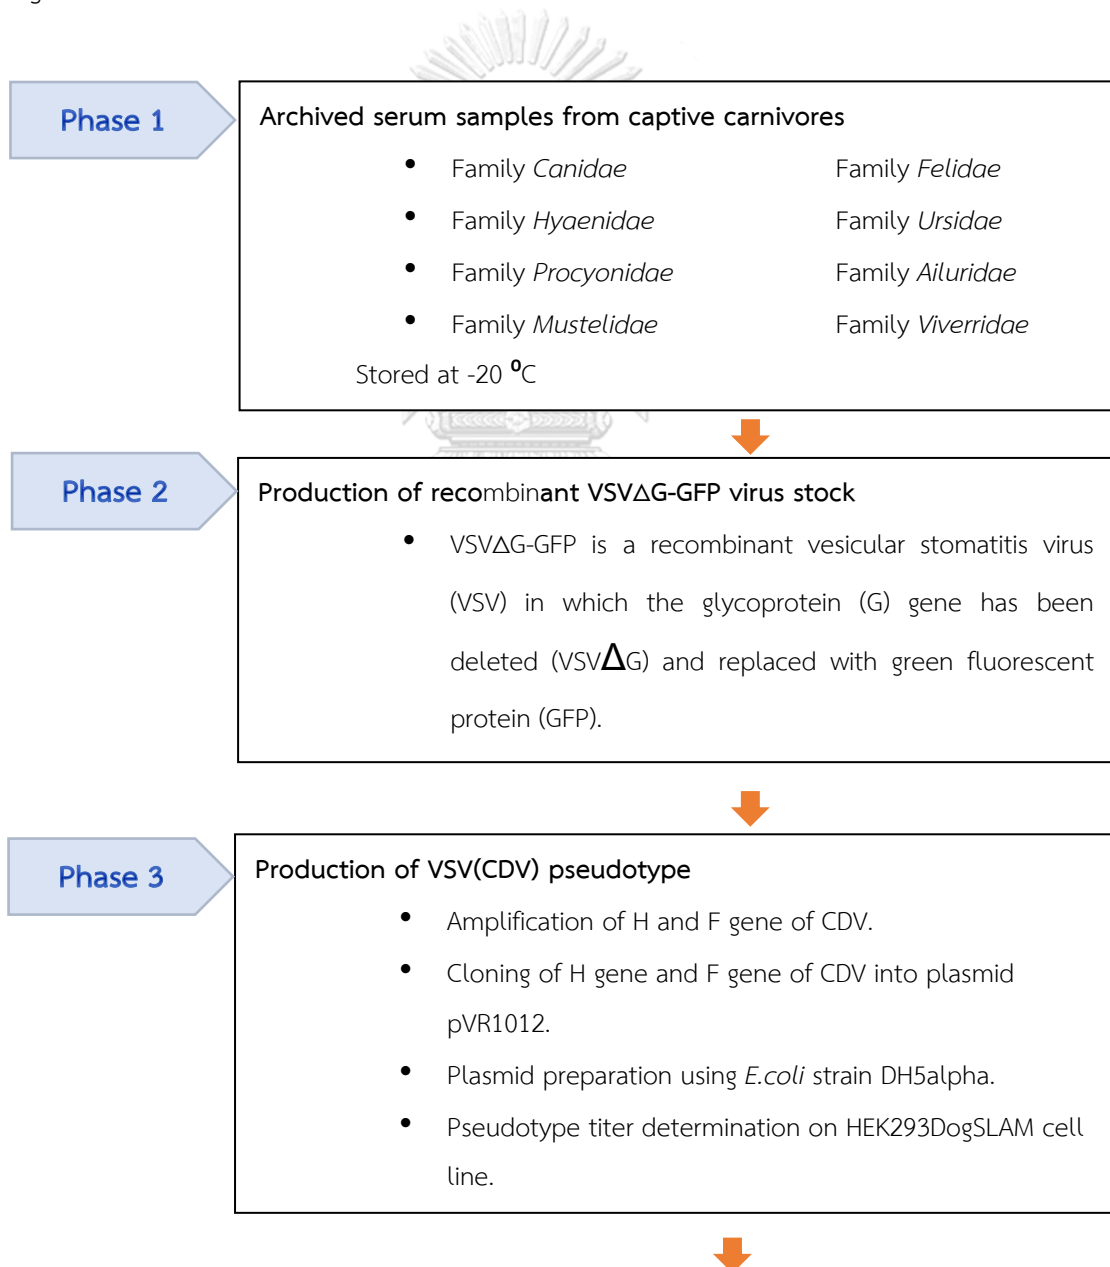 Phase 1
Archived serum samples from captive carnivores
• Family Canidae Family Felidae
• Family Hyaenidae Family Ursidae
• Family Procyonidae Family Ailuridae
• Family Mustelidae Family Viverridae
Stored at -20 ⁰C
Phase 2
Production of recombinant VSV∆G-GFP virus stock
• VSV∆G-GFP is a recombinant vesicular stomatitis virus
(VSV) in which the glycoprotein (G) gene has been
deleted (VSV∆G) and replaced with green fluorescent
protein (GFP).
Phase 3
Production of VSV(CDV) pseudotype
• Amplification of H and F gene of CDV.
• Cloning of H gene and F gene of CDV into plasmid
pVR1012.
• Plasmid preparation using E.coli strain DH5alpha.
• Pseudotype titer determination on HEK293DogSLAM cell
line.